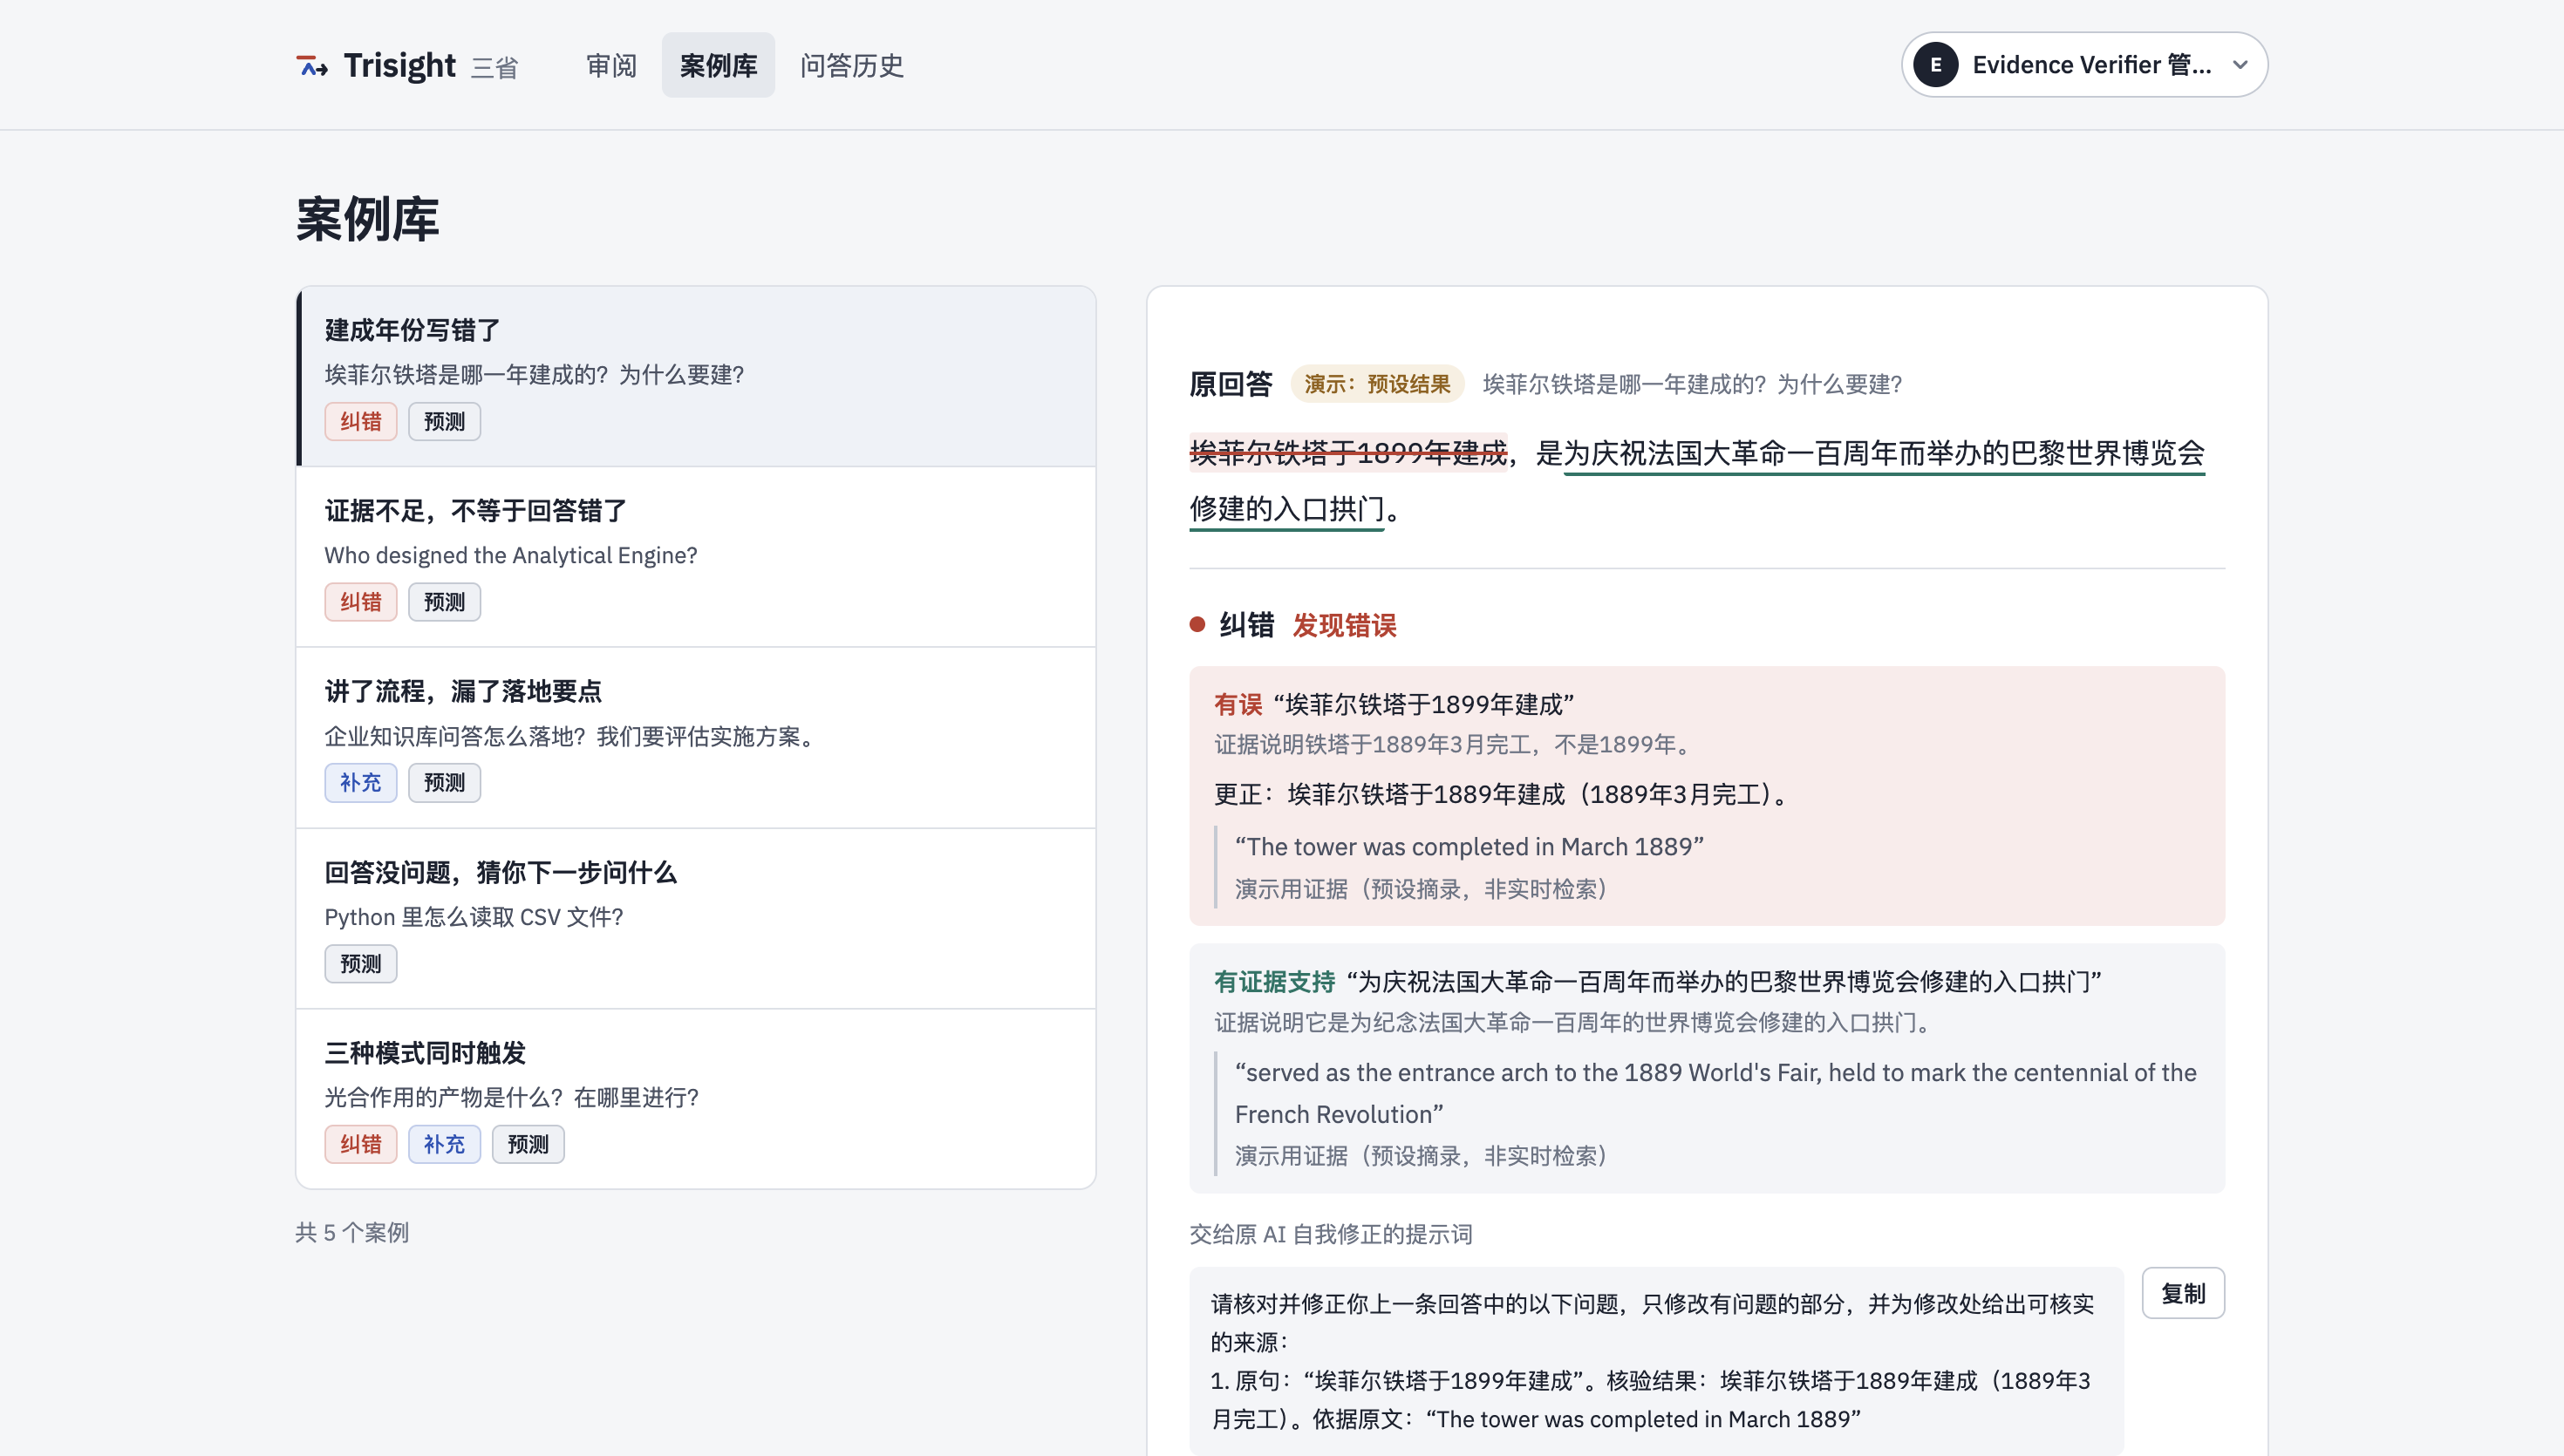 Trisight 三省
审阅
案例库
问答历史
E
Evidence Verifier 管...
案例库
建成年份写错了
埃菲尔铁塔是哪一年建成的？为什么要建？
纠错
预测
证据不足，不等于回答错了
Who designed the Analytical Engine?
纠错
预测
讲了流程，漏了落地要点
企业知识库问答怎么落地？我们要评估实施方案。
补充
预测
回答没问题，猜你下一步问什么
Python 里怎么读取 CSV 文件？
预测
三种模式同时触发
光合作用的产物是什么？在哪里进行？
纠错
补充
预测
共 5 个案例
原回答
演示：预设结果
埃菲尔铁塔是哪一年建成的？为什么要建？
埃菲尔铁塔于1899年建成，是为庆祝法国大革命一百周年而举办的巴黎世界博览会
修建的入口拱门。
纠错 发现错误
有误 “埃菲尔铁塔于1899年建成”
证据说明铁塔于1889年3月完工，不是1899年。
更正：埃菲尔铁塔于1889年建成（1889年3月完工）。
“The tower was completed in March 1889”
演示用证据（预设摘录，非实时检索）
有证据支持 “为庆祝法国大革命一百周年而举办的巴黎世界博览会修建的入口拱门”
证据说明它是为纪念法国大革命一百周年的世界博览会修建的入口拱门。
“served as the entrance arch to the 1889 World's Fair, held to mark the centennial of the
French Revolution”
演示用证据（预设摘录，非实时检索）
交给原 AI 自我修正的提示词
请核对并修正你上一条回答中的以下问题，只修改有问题的部分，并为修改处给出可核实
的来源：
1. 原句：“埃菲尔铁塔于1899年建成”。核验结果：埃菲尔铁塔于1889年建成（1889年3
月完工）。依据原文：“The tower was completed in March 1889”
复制